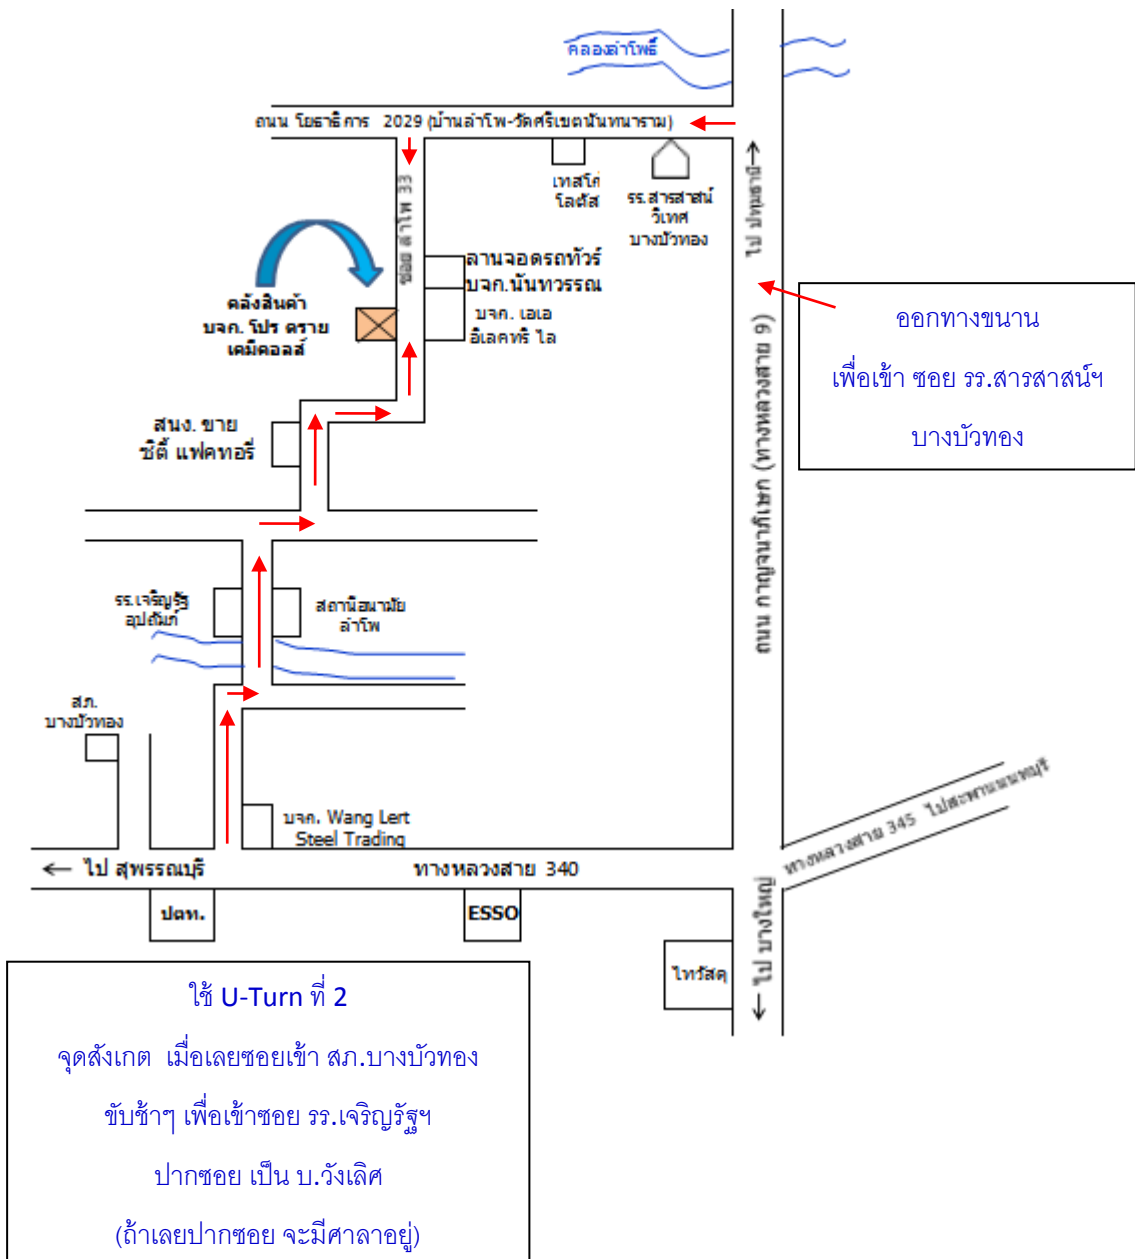 คลองลำโพธิ์
ถนน โยธาธิการ 2029 (บ้านลำโพ-วัดศรีเขตนันทนาราม)
ซอย ลำโพ 33
เทสโก้
โลตัส
รร.สารสาสน์
วิเทศ
บางบัวทอง
ไป ปทุมธานี
ลานจอดรถทัวร์
บจก.นันทวรรณ
คลังสินค้า
บจก. โปร ดราย
เคมิคอลส์
บจก. เอเอ
อิเลคทริ ไล
ออกทางขนาน
เพื่อเข้า ซอย รร.สารสาสน์ฯ
บางบัวทอง
ถนน กาญจนาภิเษก (ทางหลวงสาย 9)
สนง. ขาย
ซิตี้ แฟคทอรี่
รร.เจริญรัฐ
อุปถัมภ์
สถานีอนามัย
ลำโพ
สภ.
บางบัวทอง
บจก. Wang Lert
Steel Trading
ทางหลวงสาย 345 ไปสะพานนนทบุรี
← ไป สุพรรณบุรี
ทางหลวงสาย 340
ปตท.
ESSO
ไทวัสดุ
ไป บางใหญ่
ใช้ U-Turn ที่ 2
จุดสังเกต เมื่อเลยซอยเข้า สภ.บางบัวทอง
ขับช้าๆ เพื่อเข้าซอย รร.เจริญรัฐฯ
ปากซอย เป็น บ.วังเลิศ
(ถ้าเลยปากซอย จะมีศาลาอยู่)